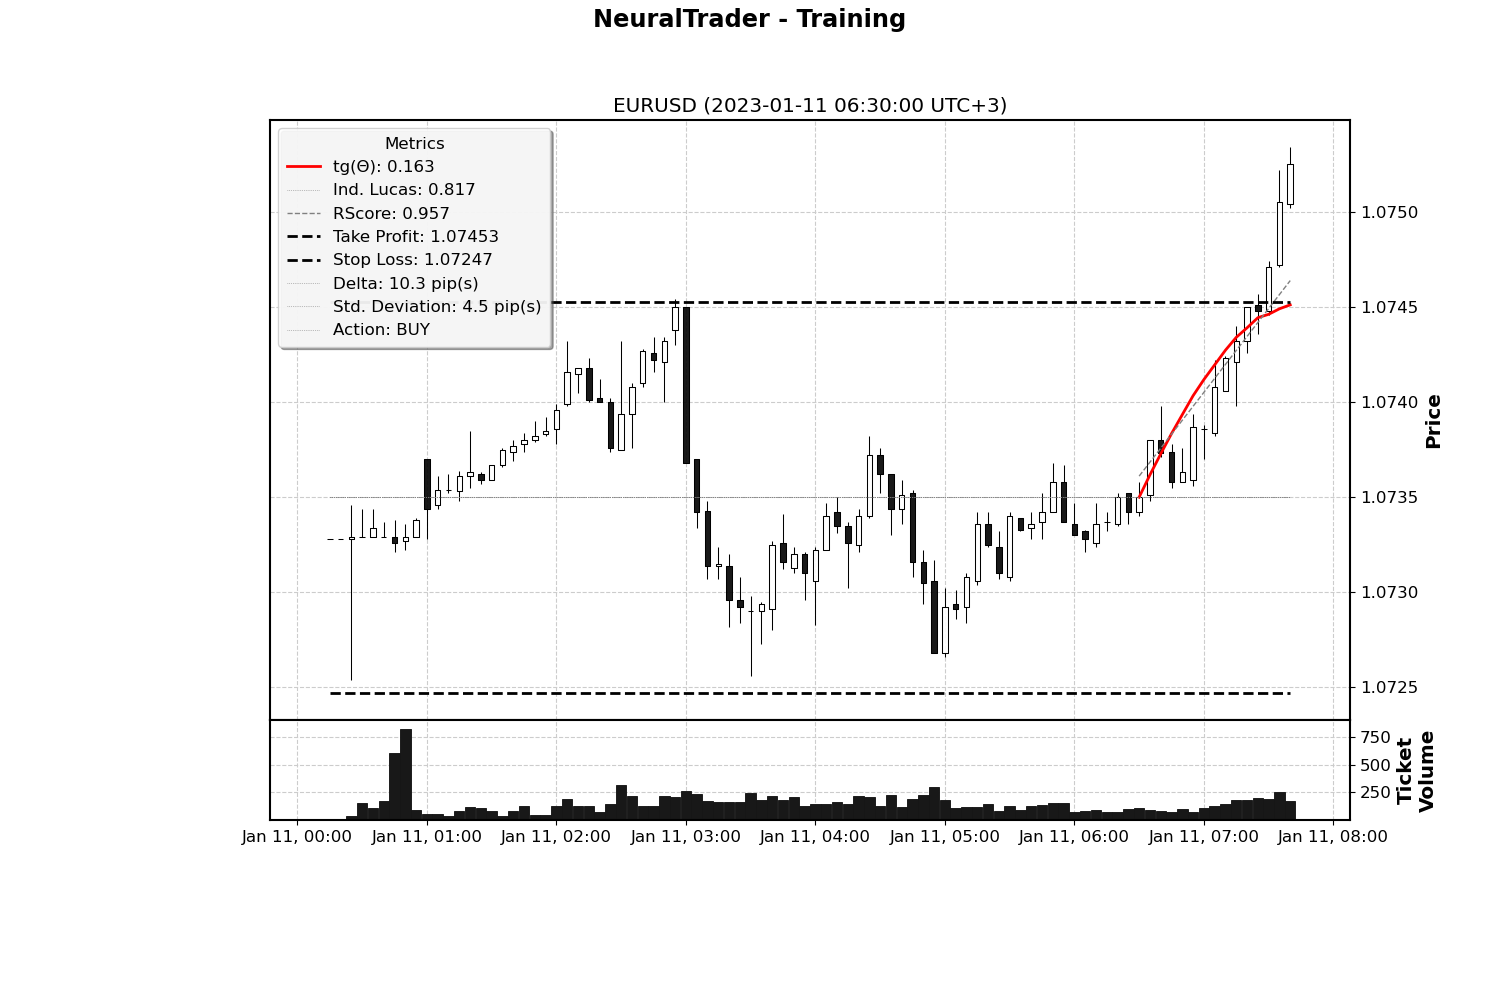 NeuralTrader - Training
EURUSD (2023-01-11 06:30:00 UTC+3)
Metrics
tg(Θ): 0.163
Ind. Lucas: 0.817
RScore: 0.957
Take Profit: 1.07453
Stop Loss: 1.07247
Delta: 10.3 pip(s)
Std. Deviation: 4.5 pip(s)
Action: BUY
1.0750
1.0745
1.0740
1.0735
1.0730
1.0725
Price
750
500
250
Ticket
Volume
Jan 11, 00:00
Jan 11, 01:00
Jan 11, 02:00
Jan 11, 03:00
Jan 11, 04:00
Jan 11, 05:00
Jan 11, 06:00
Jan 11, 07:00
Jan 11, 08:00